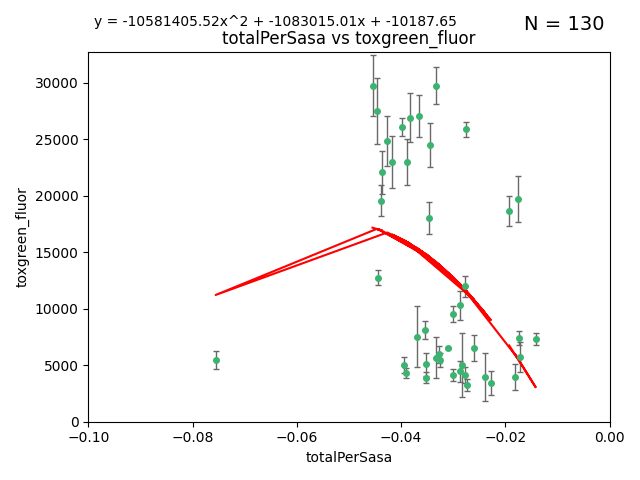 y = -10581405.52x^2 + -1083015.01x + -10187.65
N = 130
totalPerSasa vs toxgreen_fluor
30000
25000
20000
15000
10000
5000
0
toxgreen_fluor
−0.10
−0.08
−0.06
−0.04
−0.02
0.00
totalPerSasa